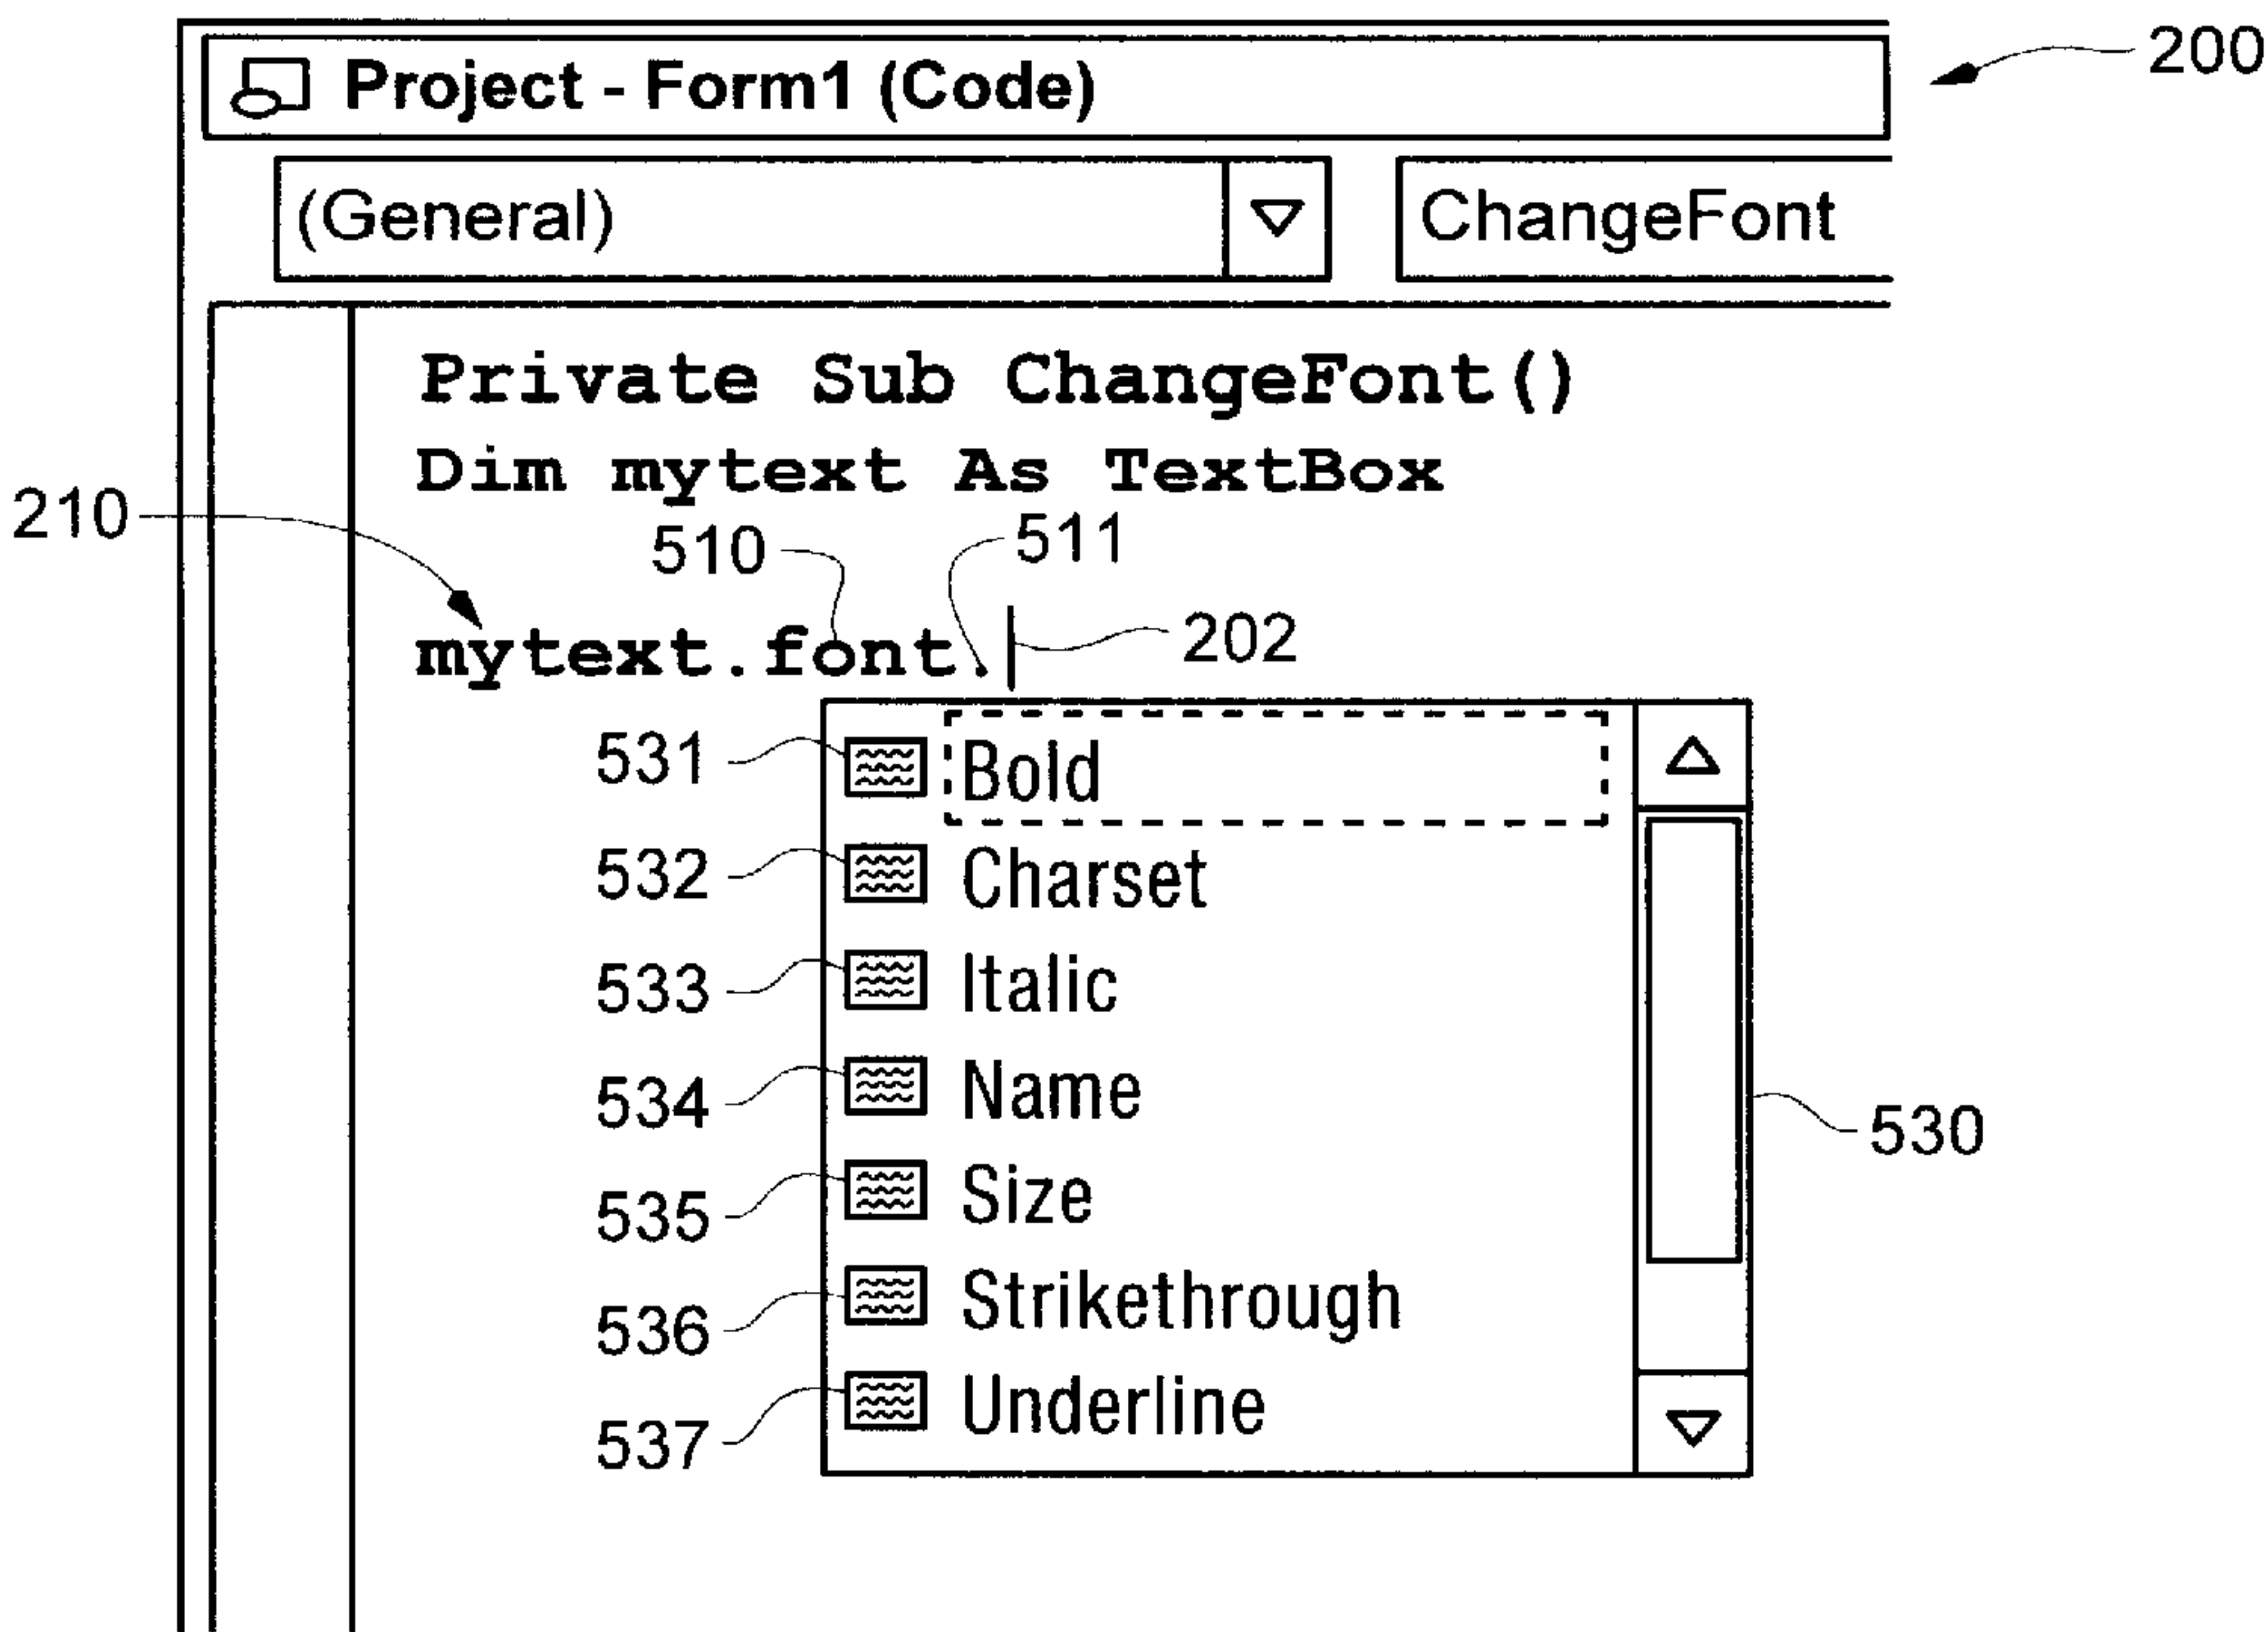 Project - Form1 (Code)
200
(General)
ChangeFont
Private Sub ChangeFont()
Dim mytext As TextBox
210
510
511
mytext.font.
202
531 Bold
532 Charset
533 Italic
534 Name
530
535 Size
536 Strikethrough
537 Underline